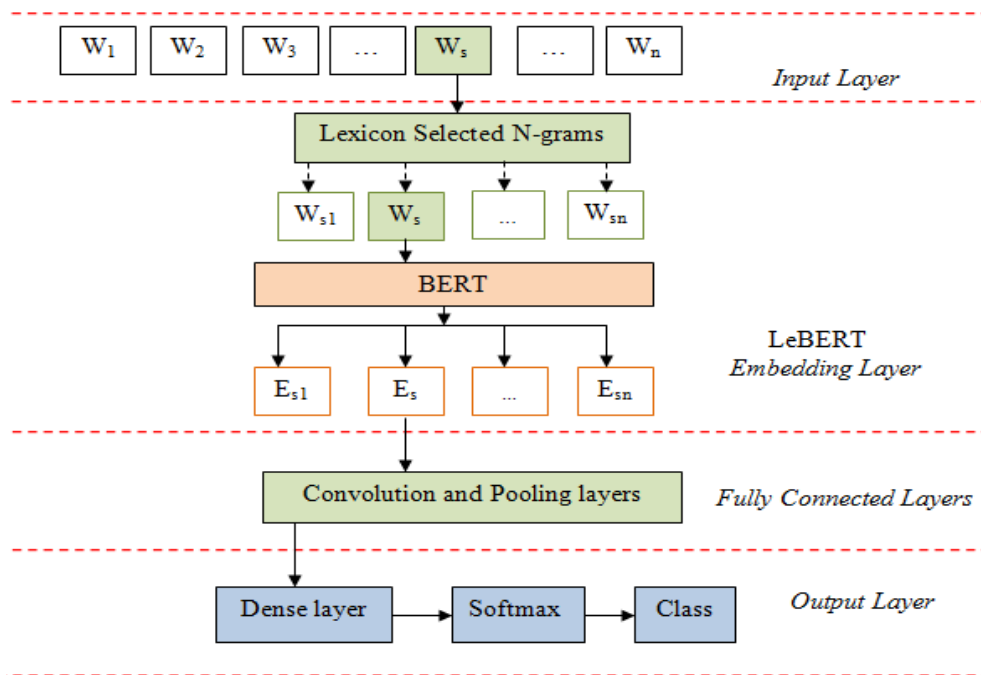 W1 W2 W3 … Ws … Wn
Input Layer
Lexicon Selected N-grams
Ws1 Ws ... Wsn
BERT
LeBERT
Embedding Layer
Es1 Es ... Esn
Convolution and Pooling layers
Fully Connected Layers
Dense layer Softmax Class
Output Layer